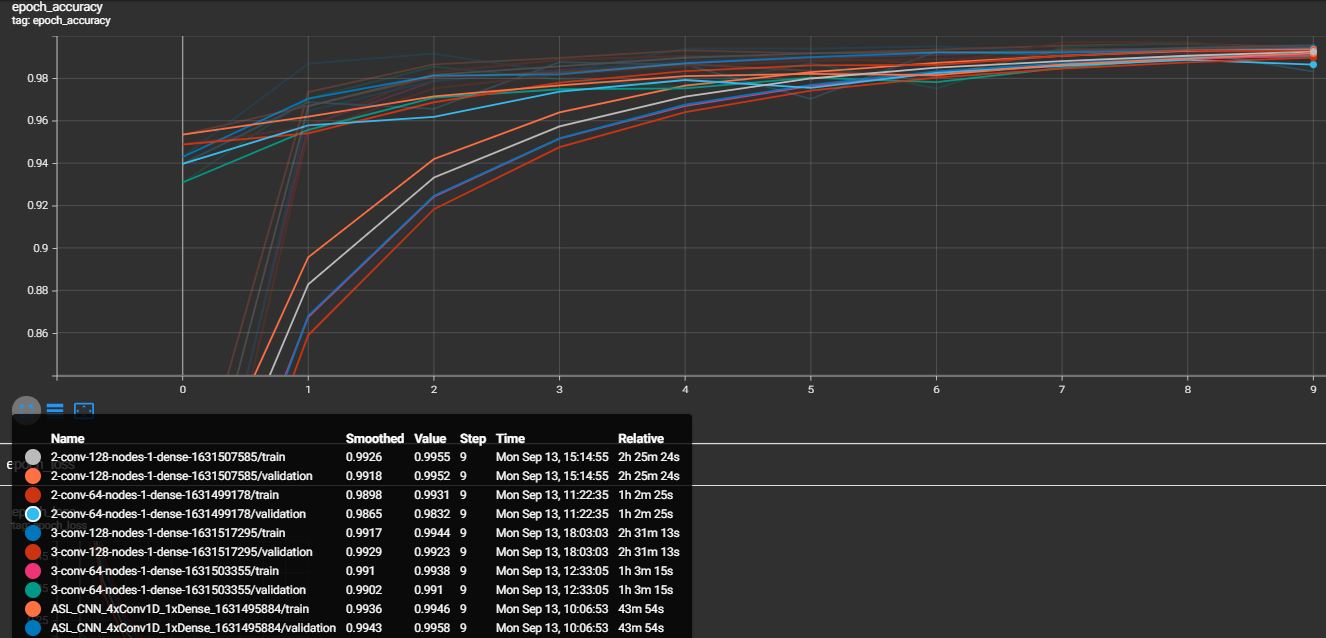 epoch_accuracy
tag: epoch_accuracy
0.98
0.96
0.94
0.92
0.9
0.88
0.86
0 1 2 3 4 5 6 7 8 9
Name Smoothed Value Step Time Relative
2-conv-128-nodes-1-dense-1631507585/train 0.9926 0.9955 9 Mon Sep 13, 15:14:55 2h 25m 24s
2-conv-128-nodes-1-dense-1631507585/validation 0.9918 0.9952 9 Mon Sep 13, 15:14:55 2h 25m 24s
2-conv-64-nodes-1-dense-1631499178/train 0.9898 0.9931 9 Mon Sep 13, 11:22:35 1h 2m 25s
2-conv-64-nodes-1-dense-1631499178/validation 0.9865 0.9832 9 Mon Sep 13, 11:22:35 1h 2m 25s
3-conv-128-nodes-1-dense-1631517295/train 0.9917 0.9944 9 Mon Sep 13, 18:03:03 2h 31m 13s
3-conv-128-nodes-1-dense-1631517295/validation 0.9929 0.9923 9 Mon Sep 13, 18:03:03 2h 31m 13s
3-conv-64-nodes-1-dense-1631503355/train 0.991 0.9938 9 Mon Sep 13, 12:33:05 1h 3m 15s
3-conv-64-nodes-1-dense-1631503355/validation 0.9902 0.991 9 Mon Sep 13, 12:33:05 1h 3m 15s
ASL_CNN_4xConv1D_1xDense_1631495884/train 0.9936 0.9946 9 Mon Sep 13, 10:06:53 43m 54s
ASL_CNN_4xConv1D_1xDense_1631495884/validation 0.9943 0.9958 9 Mon Sep 13, 10:06:53 43m 54s